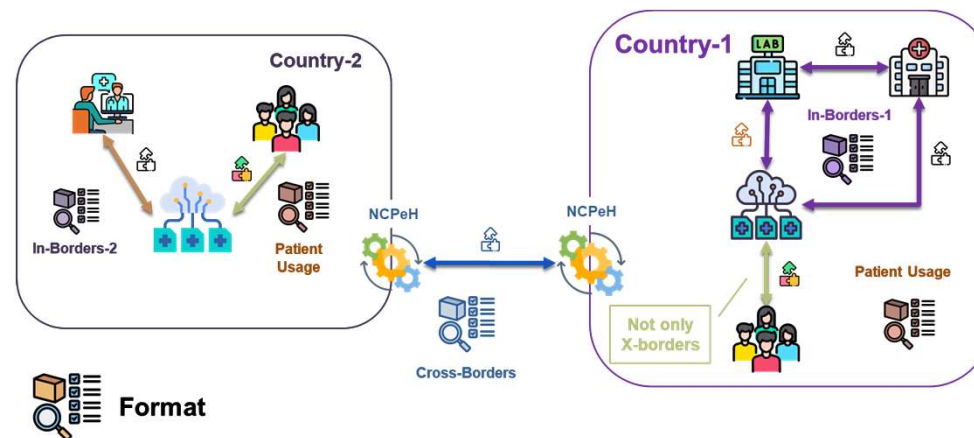 Country-2
In-Borders-2
Patient
Usage
NCPeH
Cross-Borders
NCPeH
Country-1
LAB
In-Borders-1
Patient Usage
Not only
X-borders
Format